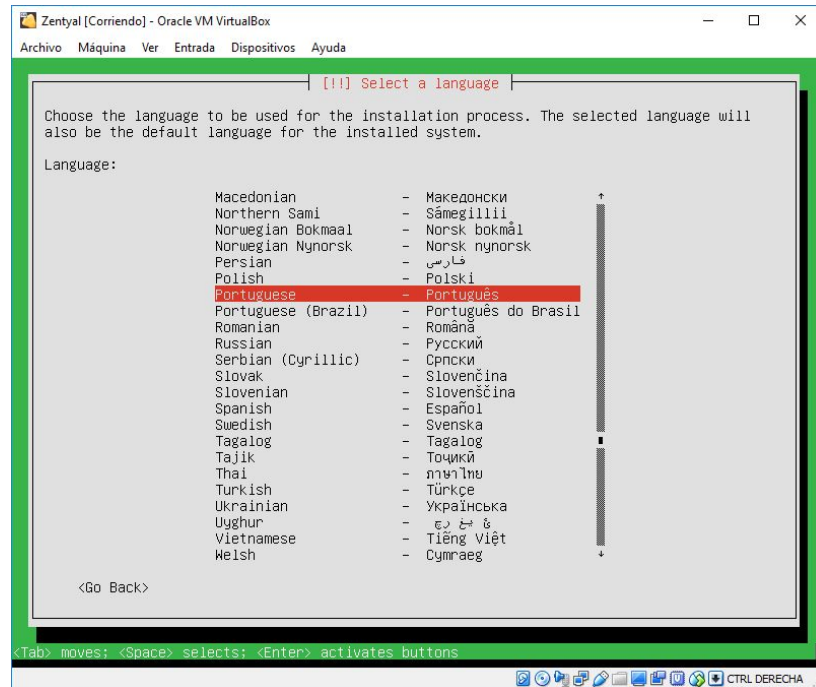 Zentyal [Corriendo] - Oracle VM VirtualBox
Archivo Máquina Ver Entrada Dispositivos Ayuda
[!!] Select a language
Choose the language to be used for the installation process. The selected language will
also be the default language for the installed system.
Language:
Macedonian - Македонски
Northern Sami - Sámegillii
Norwegian Bokmaal - Norsk bokmål
Norwegian Nynorsk - Norsk nynorsk
Persian - فارسی
Polish - Polski
Portuguese - Português
Portuguese (Brazil) - Português do Brasil
Romanian - Română
Russian - Русский
Serbian (Cyrillic) - Српски
Slovak - Slovenčina
Slovenian - Slovenščina
Spanish - Español
Swedish - Svenska
Tagalog - Tagalog
Tajik - Тоҷикӣ
Thai - ภาษาไทย
Turkish - Türkçe
Ukrainian - Українська
Uyghur -
Vietnamese - Tiếng Việt
Welsh - Cymraeg
<Go Back>
<Tab> moves; <Space> selects; <Enter> activates buttons
CTRL DERECHA